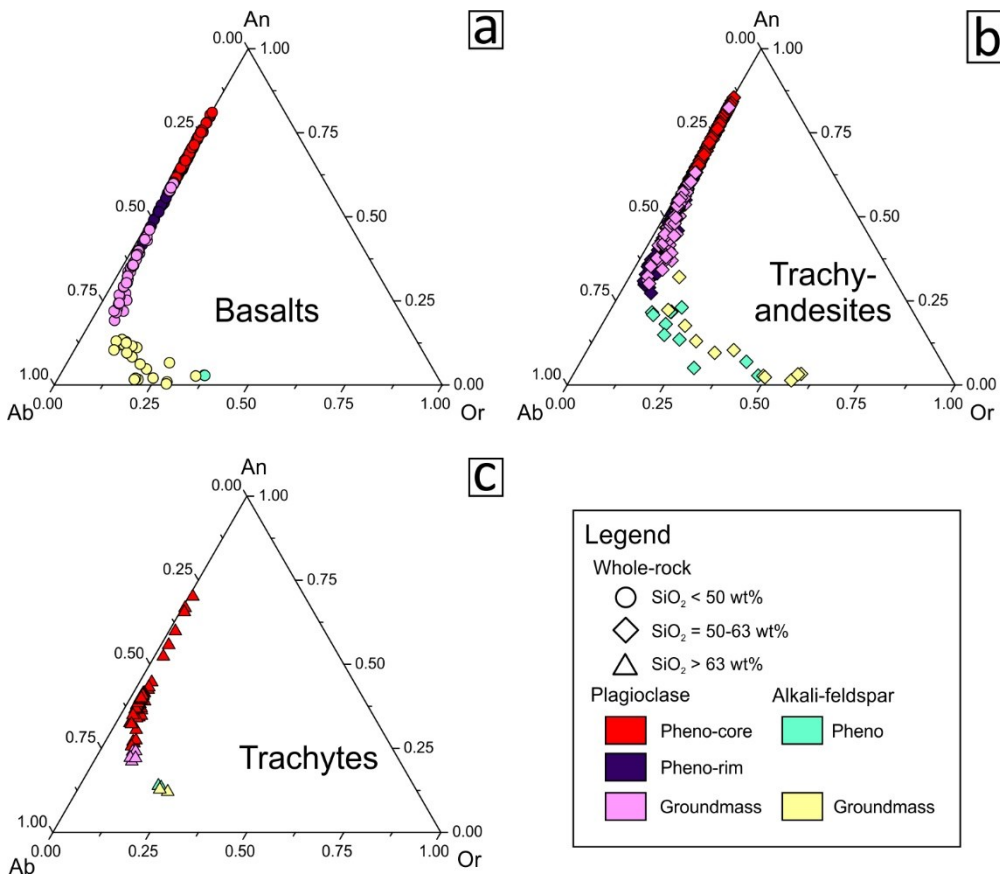 a
An
0.00
1.00
0.25
0.75
0.50
0.50
Basalts
0.75
0.25
1.00
0.00
Ab
0.00
0.25
0.50
0.75
1.00
Or
b
An
0.00
1.00
0.25
0.75
0.50
0.50
Trachy-
andesites
0.75
0.25
1.00
0.00
Ab
0.00
0.25
0.50
0.75
1.00
Or
c
An
0.00
1.00
0.25
0.75
0.50
0.50
Trachytes
0.75
0.25
1.00
0.00
Ab
0.00
0.25
0.50
0.75
1.00
Or
Legend
Whole-rock
SiO₂ < 50 wt%
SiO₂ = 50-63 wt%
SiO₂ > 63 wt%
Plagioclase Alkali-feldspar
Pheno-core Pheno
Pheno-rim
Groundmass Groundmass